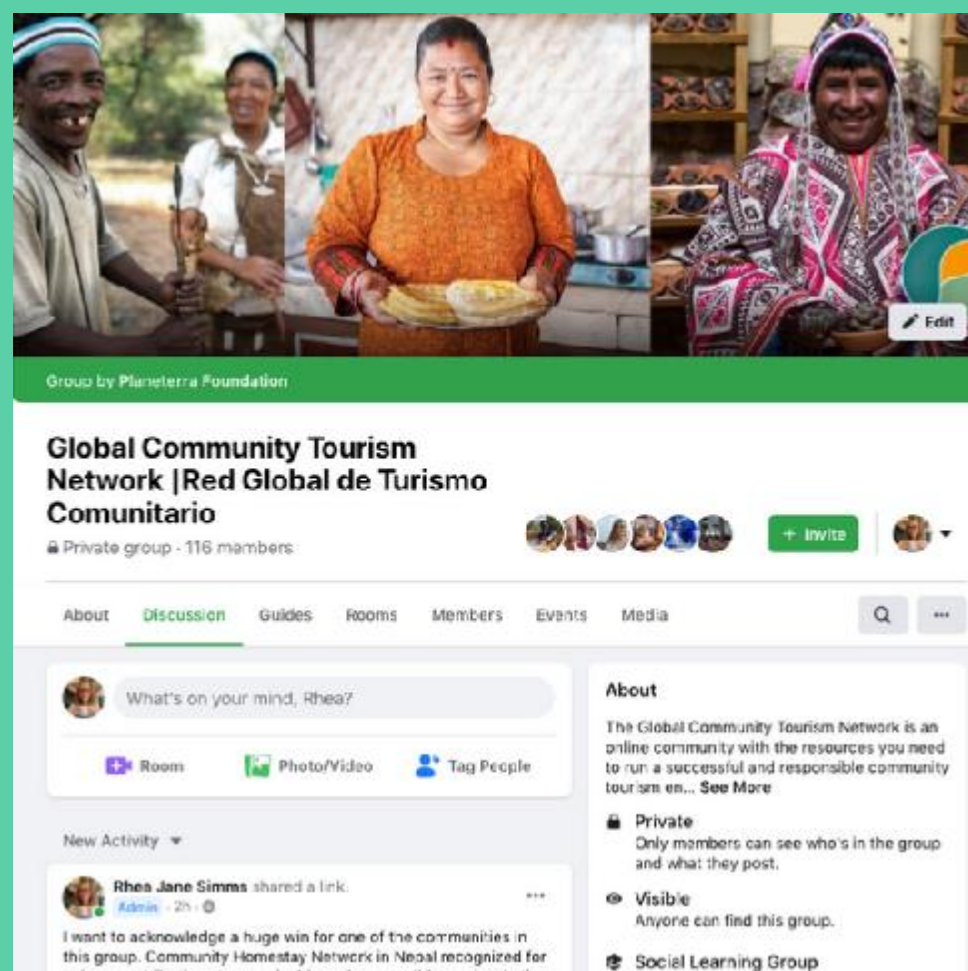 Edit
Group by Planeterra Foundation
Global Community Tourism
Network |Red Global de Turismo
Comunitario
Private group · 116 members
+ Invite
About Discussion Guides Rooms Members Events Media
What's on your mind, Rhea?
Room Photo/Video Tag People
New Activity
Rhea Jane Simms shared a link.
Admin · 2h ·
I want to acknowledge a huge win for one of the communities in
this group. Community Homestay Network in Nepal recognized for
About
The Global Community Tourism Network is an
online community with the resources you need
to run a successful and responsible community
tourism en... See More
Private
Only members can see who's in the group
and what they post.
Visible
Anyone can find this group.
Social Learning Group